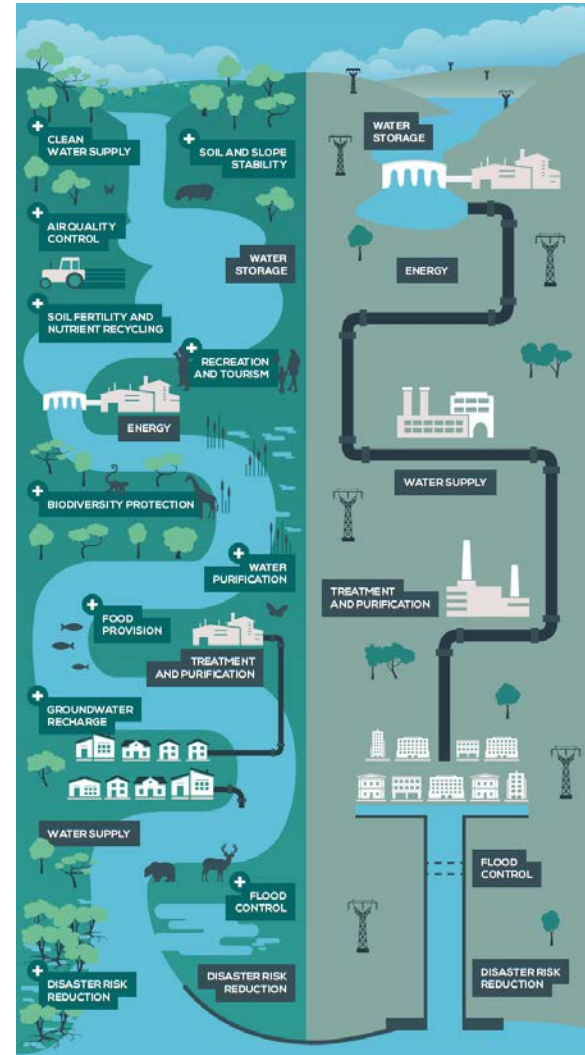 CLEAN
WATER SUPPLY
SOIL AND SLOPE
STABILITY
AIR QUALITY
CONTROL
WATER
STORAGE
SOIL FERTILITY AND
NUTRIENT RECYCLING
RECREATION
AND TOURISM
ENERGY
BIODIVERSITY PROTECTION
WATER
PURIFICATION
FOOD
PROVISION
TREATMENT
AND PURIFICATION
GROUNDWATER
RECHARGE
WATER SUPPLY
FLOOD
CONTROL
DISASTER RISK
REDUCTION
DISASTER RISK
REDUCTION
WATER
STORAGE
ENERGY
WATER SUPPLY
TREATMENT
AND PURIFICATION
FLOOD
CONTROL
DISASTER RISK
REDUCTION